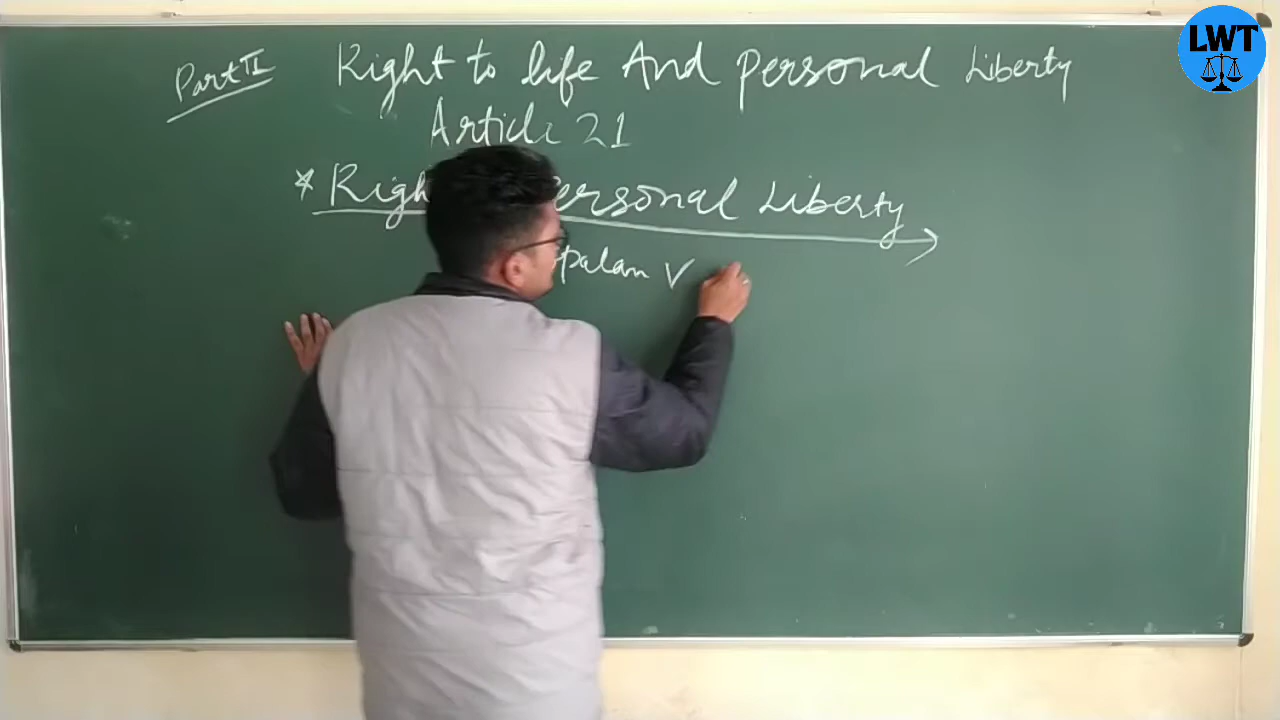 LWT
Part II Right to life And personal Liberty
Article 21
* Righ ersonal Liberty
palan V